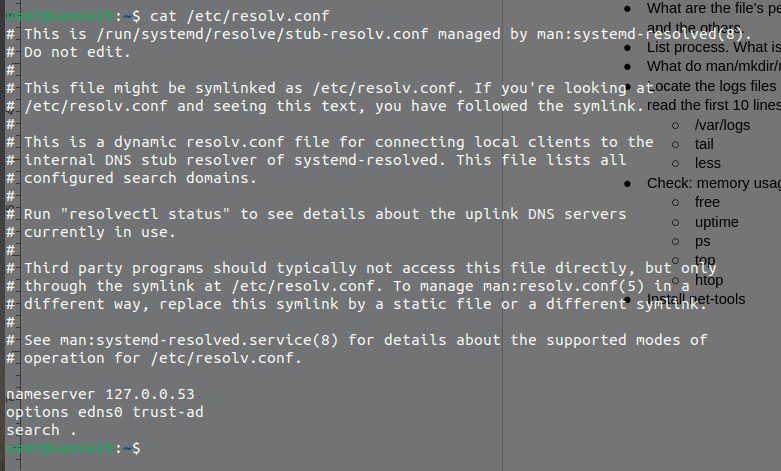 user@vanvwct:~$ cat /etc/resolv.conf
# This is /run/systemd/resolve/stub-resolv.conf managed by man:systemd-resolved(8).
# Do not edit.
#
# This file might be symlinked as /etc/resolv.conf. If you're looking at
# /etc/resolv.conf and seeing this text, you have followed the symlink.
#
# This is a dynamic resolv.conf file for connecting local clients to the
# internal DNS stub resolver of systemd-resolved. This file lists all
# configured search domains.
#
# Run "resolvectl status" to see details about the uplink DNS servers
# currently in use.
#
# Third party programs should typically not access this file directly, but only
# through the symlink at /etc/resolv.conf. To manage man:resolv.conf(5) in a
# different way, replace this symlink by a static file or a different symlink.
#
# See man:systemd-resolved.service(8) for details about the supported modes of
# operation for /etc/resolv.conf.
nameserver 127.0.0.53
options edns0 trust-ad
search .
user@vanvwct:~$
● What are the file's pe
and the others.
● List process. What is
● What do man/mkdir/r
● Locate the logs files
read the first 10 lines
○ /var/logs
○ tail
○ less
● Check: memory usag
○ free
○ uptime
○ ps
○ top
○ htop
● Install net-tools